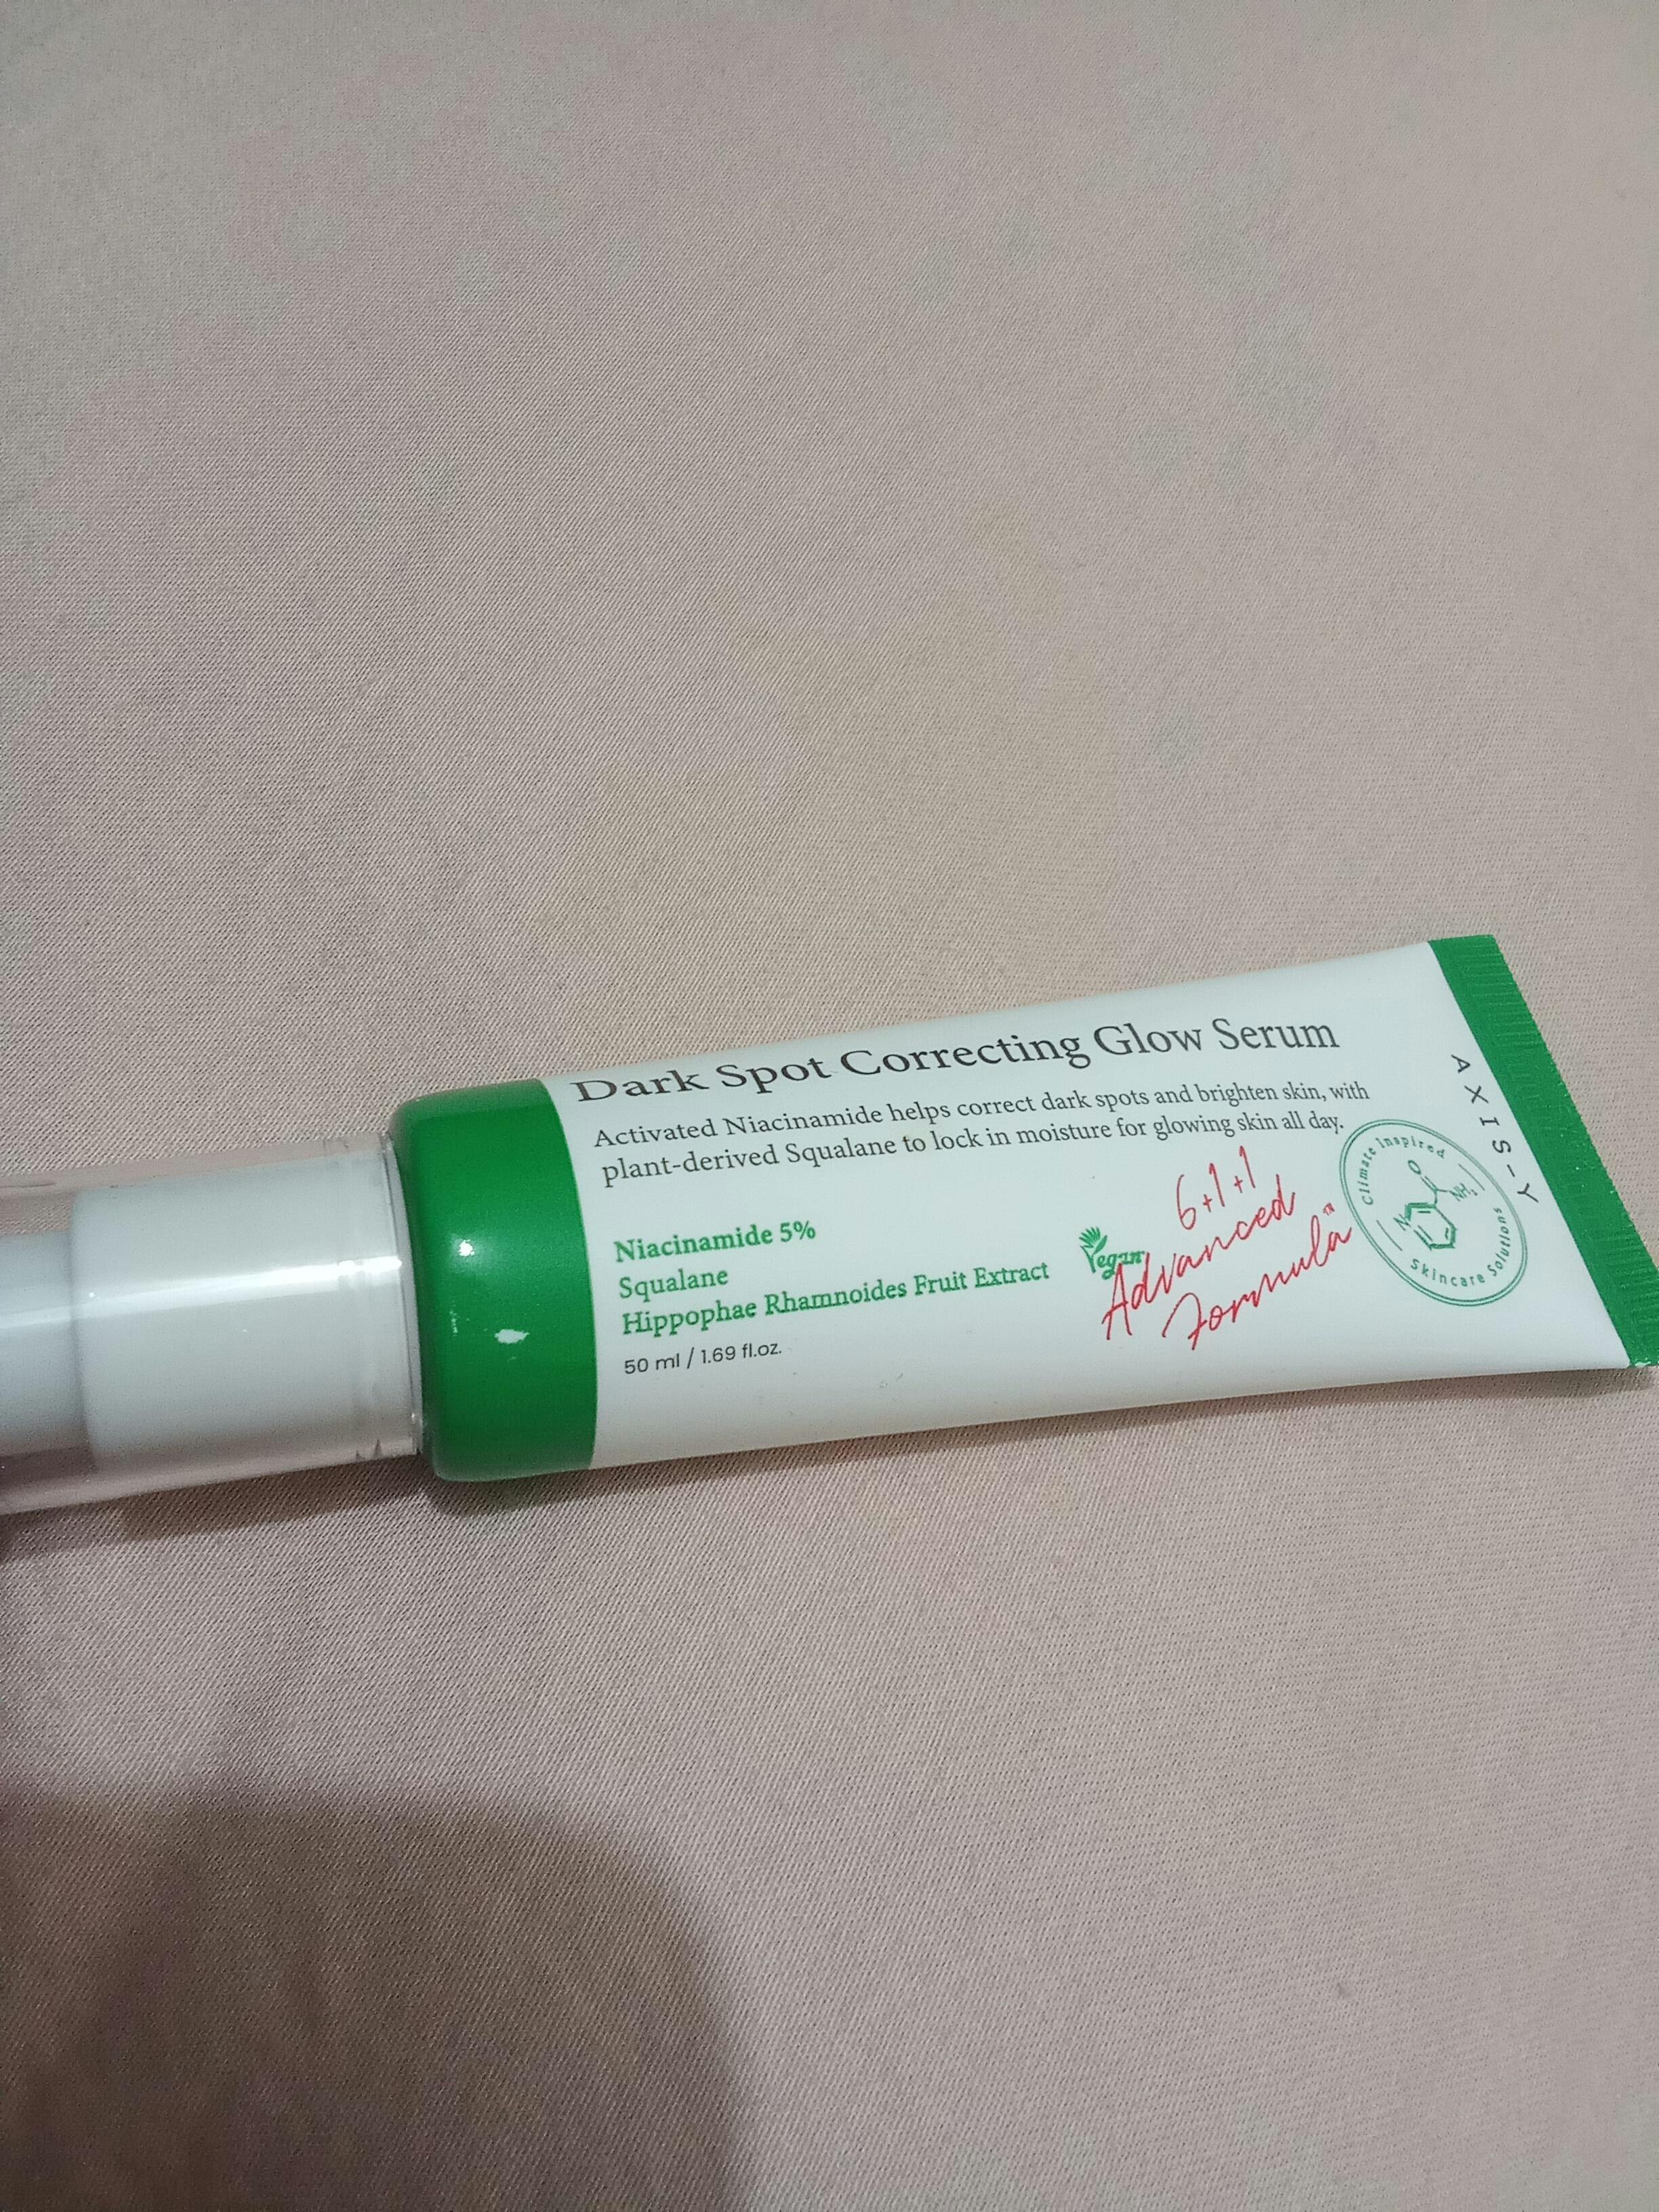 Dark Spot Correcting Glow Serum
Activated Niacinamide helps correct dark spots and brighten skin, with
plant-derived Squalane to lock in moisture for glowing skin all day.
Niacinamide 5%
Squalane
Hippophae Rhamnoides Fruit Extract
50 ml / 1.69 fl.oz.
Vegan
6+1+1
Advanced
Formula™
Climate Inspired
O
NH₂
N
Skincare Solutions
AXIS-Y